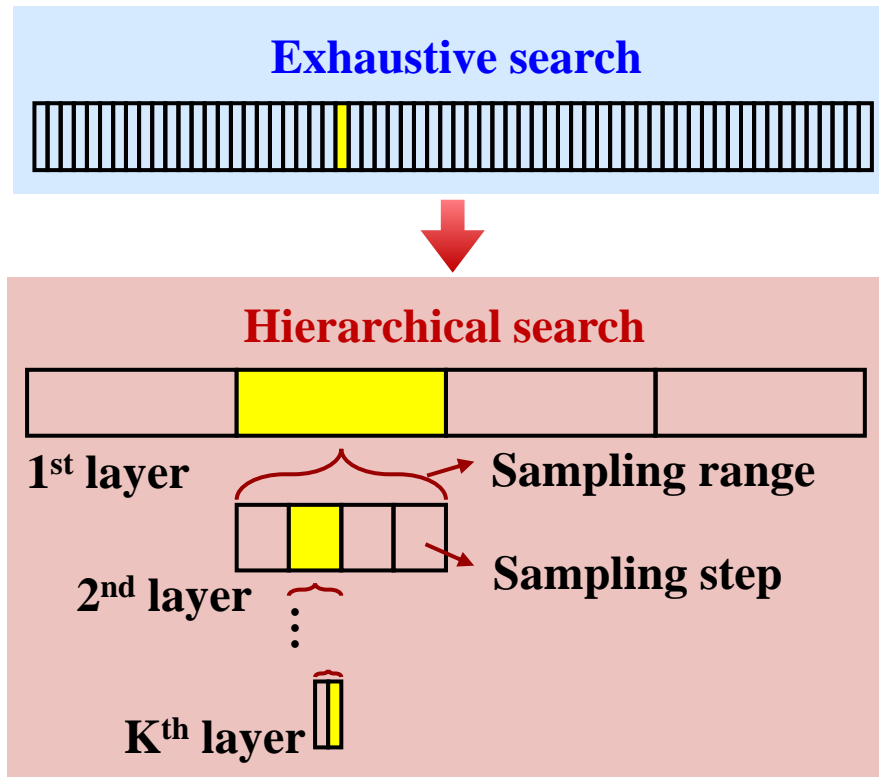 Exhaustive search
Hierarchical search
1st layer
Sampling range
2nd layer
Sampling step
⋮
Kth layer